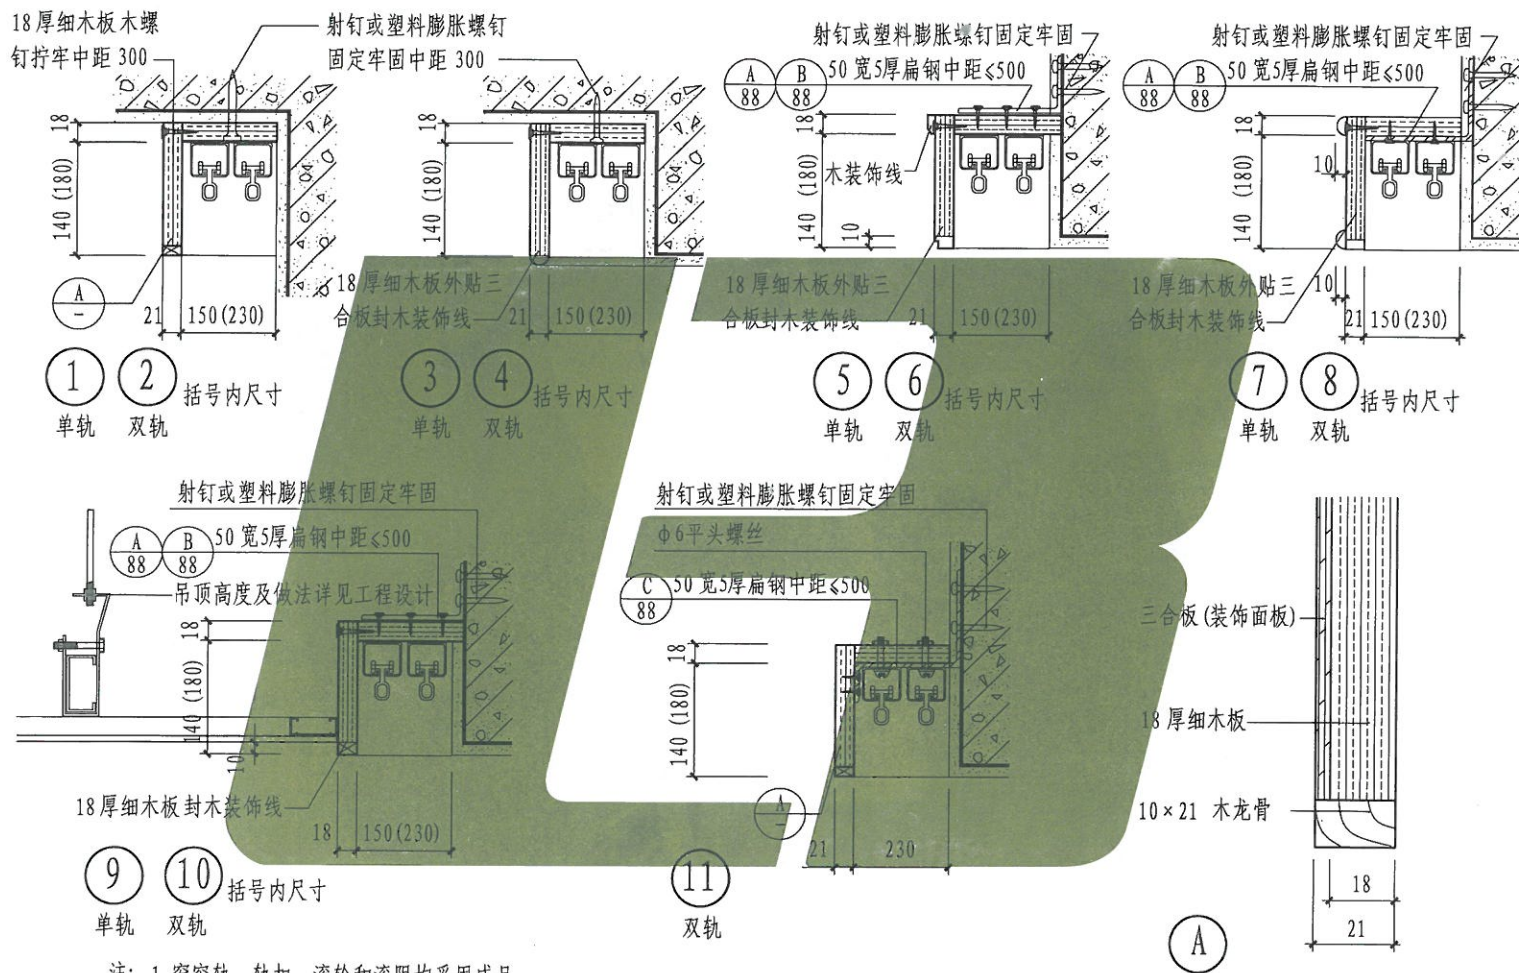 18厚细木板木螺
钉拧牢中距 300
射钉或塑料膨胀螺钉
固定牢固中距 300
18
140 (180)
A
—
21
150(230)
1
2
括号内尺寸
单轨
双轨
18
140 (180)
18厚细木板外贴三
合板封木装饰线
21
150(230)
3
4
括号内尺寸
单轨
双轨
射钉或塑料膨胀螺钉固定牢固
A
88
B
88
50 宽5厚扁钢中距≤500
18
140 (180)
木装饰线
10
18厚细木板外贴三
合板封木装饰线
21
150(230)
5
6
括号内尺寸
单轨
双轨
射钉或塑料膨胀螺钉固定牢固
A
88
B
88
50 宽5厚扁钢中距≤500
18
140 (180)
10
18厚细木板外贴三
合板封木装饰线
10
21
150(230)
7
8
括号内尺寸
单轨
双轨
射钉或塑料膨胀螺钉固定牢固
A
88
B
88
50 宽5厚扁钢中距≤500
吊顶高度及做法详见工程设计
18
140 (180)
10
18厚细木板封木装饰线
18
150(230)
9
10
括号内尺寸
单轨
双轨
射钉或塑料膨胀螺钉固定牢固
ϕ6平头螺丝
C
88
50 宽5厚扁钢中距≤500
18
140 (180)
A
—
21
230
11
双轨
三合板(装饰面板)
18厚细木板
10×21 木龙骨
18
21
A